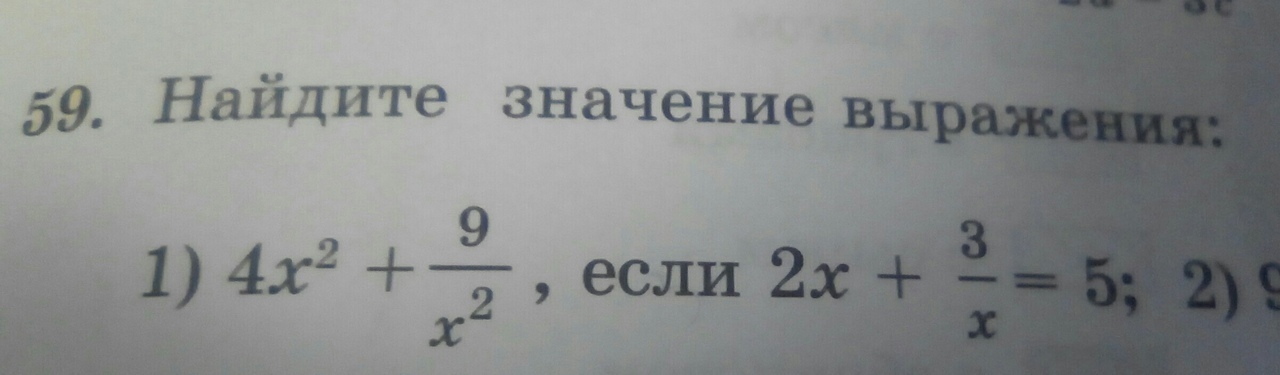 59. Найдите значение выражения:
1) 4x² + 9/x², если 2x + 3/x = 5; 2)